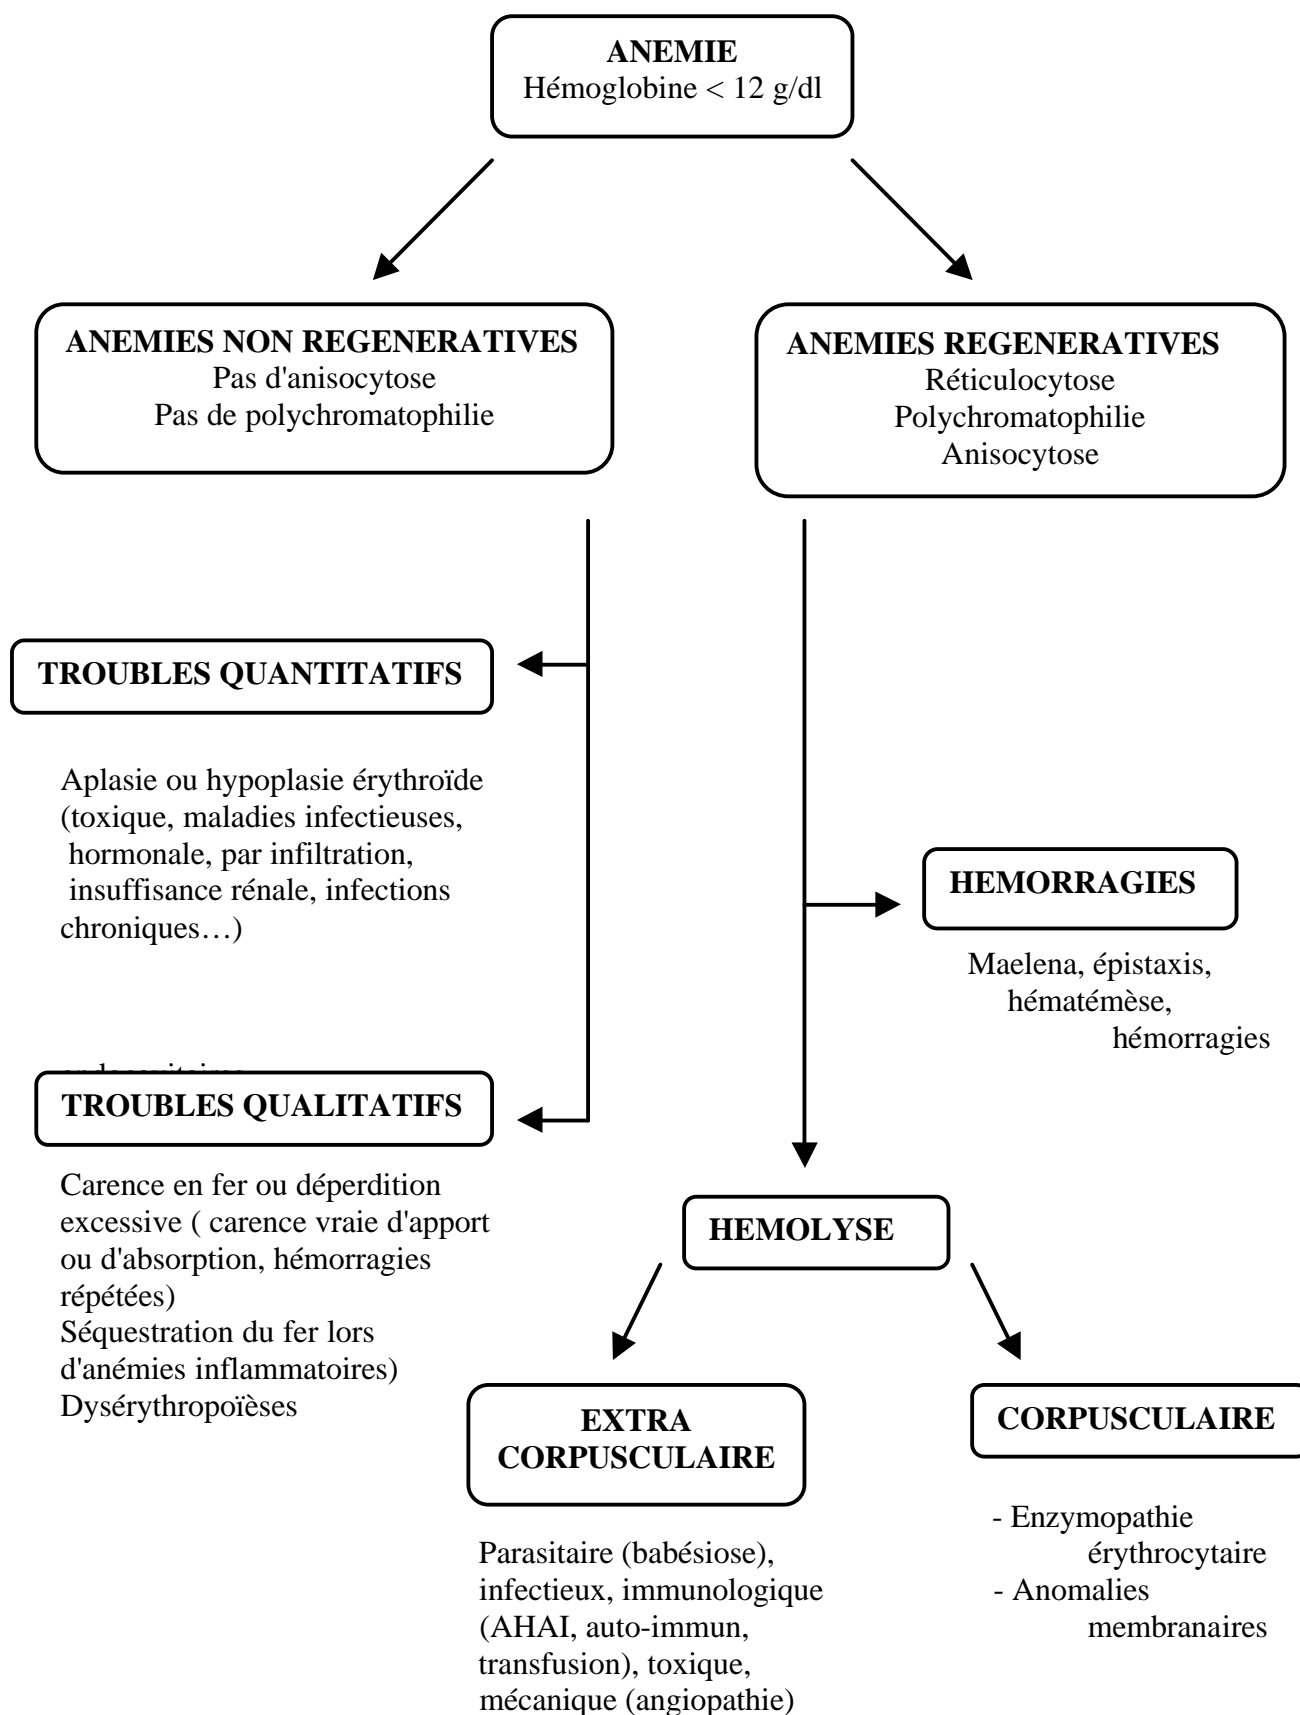 ANEMIE
Hémoglobine < 12 g/dl
ANEMIES NON REGENERATIVES
Pas d'anisocytose
Pas de polychromatophilie
ANEMIES REGENERATIVES
Réticulocytose
Polychromatophilie
Anisocytose
TROUBLES QUANTITATIFS
Aplasie ou hypoplasie érythroïde
(toxique, maladies infectieuses,
hormonale, par infiltration,
insuffisance rénale, infections
chroniques…)
HEMORRAGIES
Maelena, épistaxis,
hématémèse,
hémorragies
TROUBLES QUALITATIFS
Carence en fer ou déperdition
excessive ( carence vraie d'apport
ou d'absorption, hémorragies
répétées)
Séquestration du fer lors
d'anémies inflammatoires)
Dysérythropoïèses
HEMOLYSE
EXTRA
CORPUSCULAIRE
Parasitaire (babésiose),
infectieux, immunologique
(AHAI, auto-immun,
transfusion), toxique,
mécanique (angiopathie)
CORPUSCULAIRE
- Enzymopathie
érythrocytaire
- Anomalies
membranaires